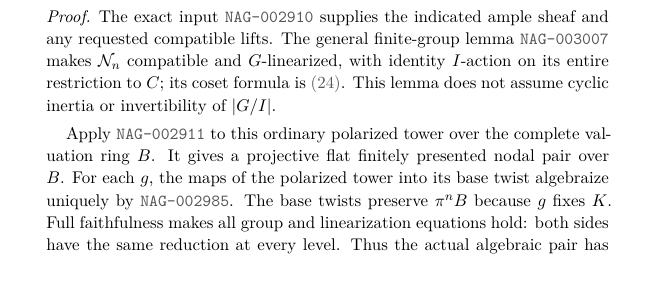 Proof. The exact input NAG-002910 supplies the indicated ample sheaf and
any requested compatible lifts. The general finite-group lemma NAG-003007
makes 𝒩ₙ compatible and G-linearized, with identity I-action on its entire
restriction to C; its coset formula is (24). This lemma does not assume cyclic
inertia or invertibility of |G/I|.
Apply NAG-002911 to this ordinary polarized tower over the complete val-
uation ring B. It gives a projective flat finitely presented nodal pair over
B. For each g, the maps of the polarized tower into its base twist algebraize
uniquely by NAG-002985. The base twists preserve πⁿB because g fixes K.
Full faithfulness makes all group and linearization equations hold: both sides
have the same reduction at every level. Thus the actual algebraic pair has